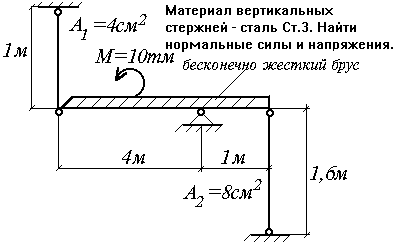 Материал вертикальных
A₁ = 4см²
стержней - сталь Ст.3. Найти
1м
нормальные силы и напряжения.
M=10тм
бесконечно жесткий брус
4м
1м
A₂ = 8см²
1,6м